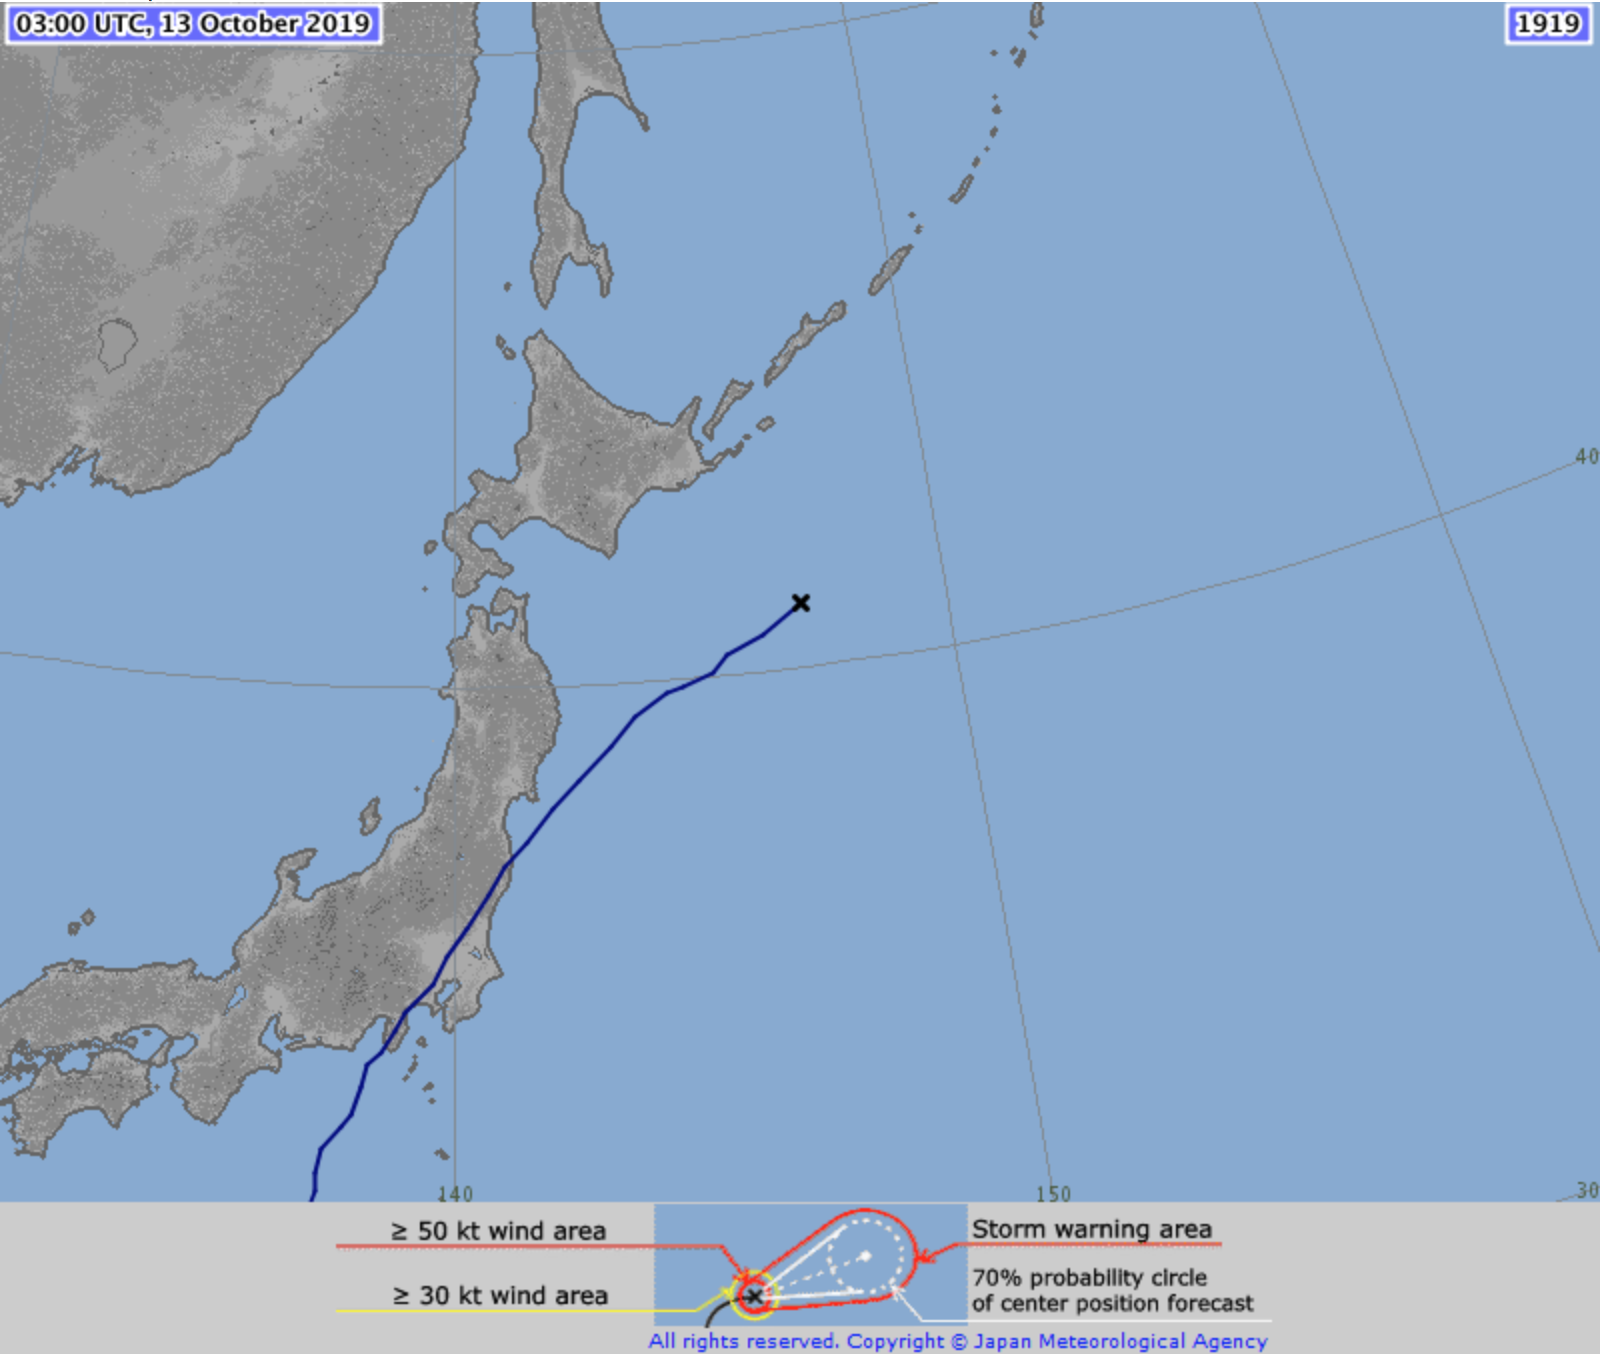 03:00 UTC, 13 October 2019
1919
40
140
150
30
≥ 50 kt wind area
Storm warning area
≥ 30 kt wind area
70% probability circle
of center position forecast
All rights reserved. Copyright © Japan Meteorological Agency